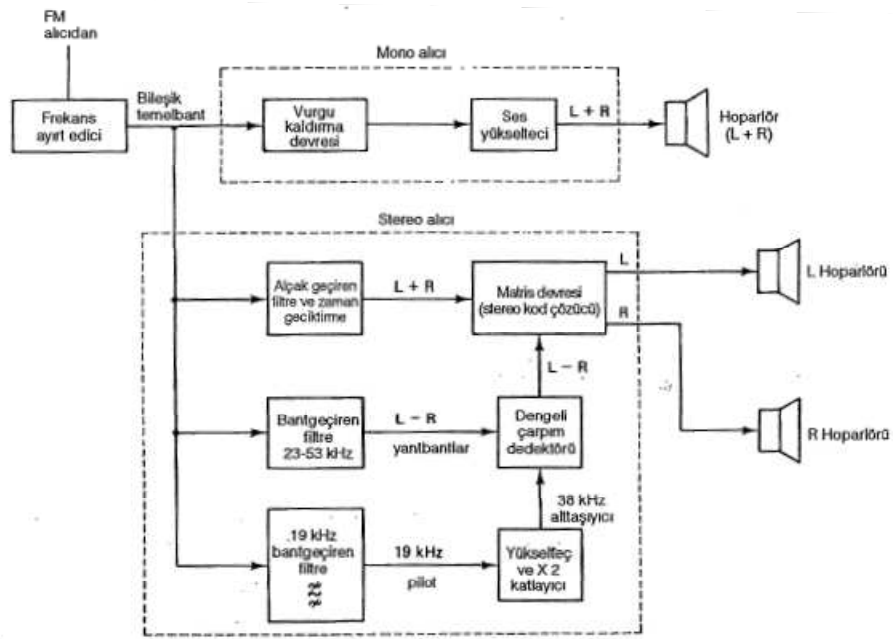 FM
alıcıdan
Frekans
ayırt edici
Bileşik
temelbant
Mono alıcı
Vurgu
kaldırma
devresi
Ses
yükselteci
L + R
Hoparlör
(L + R)
Stereo alıcı
Alçak geçiren
filtre ve zaman
geciktirme
L + R
Matris devresi
(stereo kod çözücü)
L
L Hoparlörü
R
R Hoparlörü
L – R
Bantgeçiren
filtre
23-53 kHz
L – R
yantbantlar
Dengeli
çarpım
dedektörü
38 kHz
alttaşıyıcı
19 kHz
bantgeçiren
filtre
19 kHz
pilot
Yükselteç
ve X 2
katlayıcı